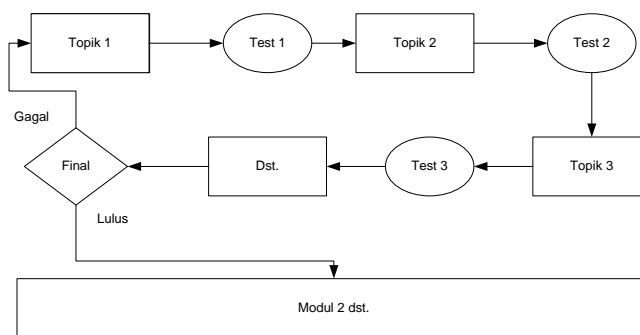 Topik 1
Test 1
Topik 2
Test 2
Gagal
Final
Dst.
Test 3
Topik 3
Lulus
Modul 2 dst.